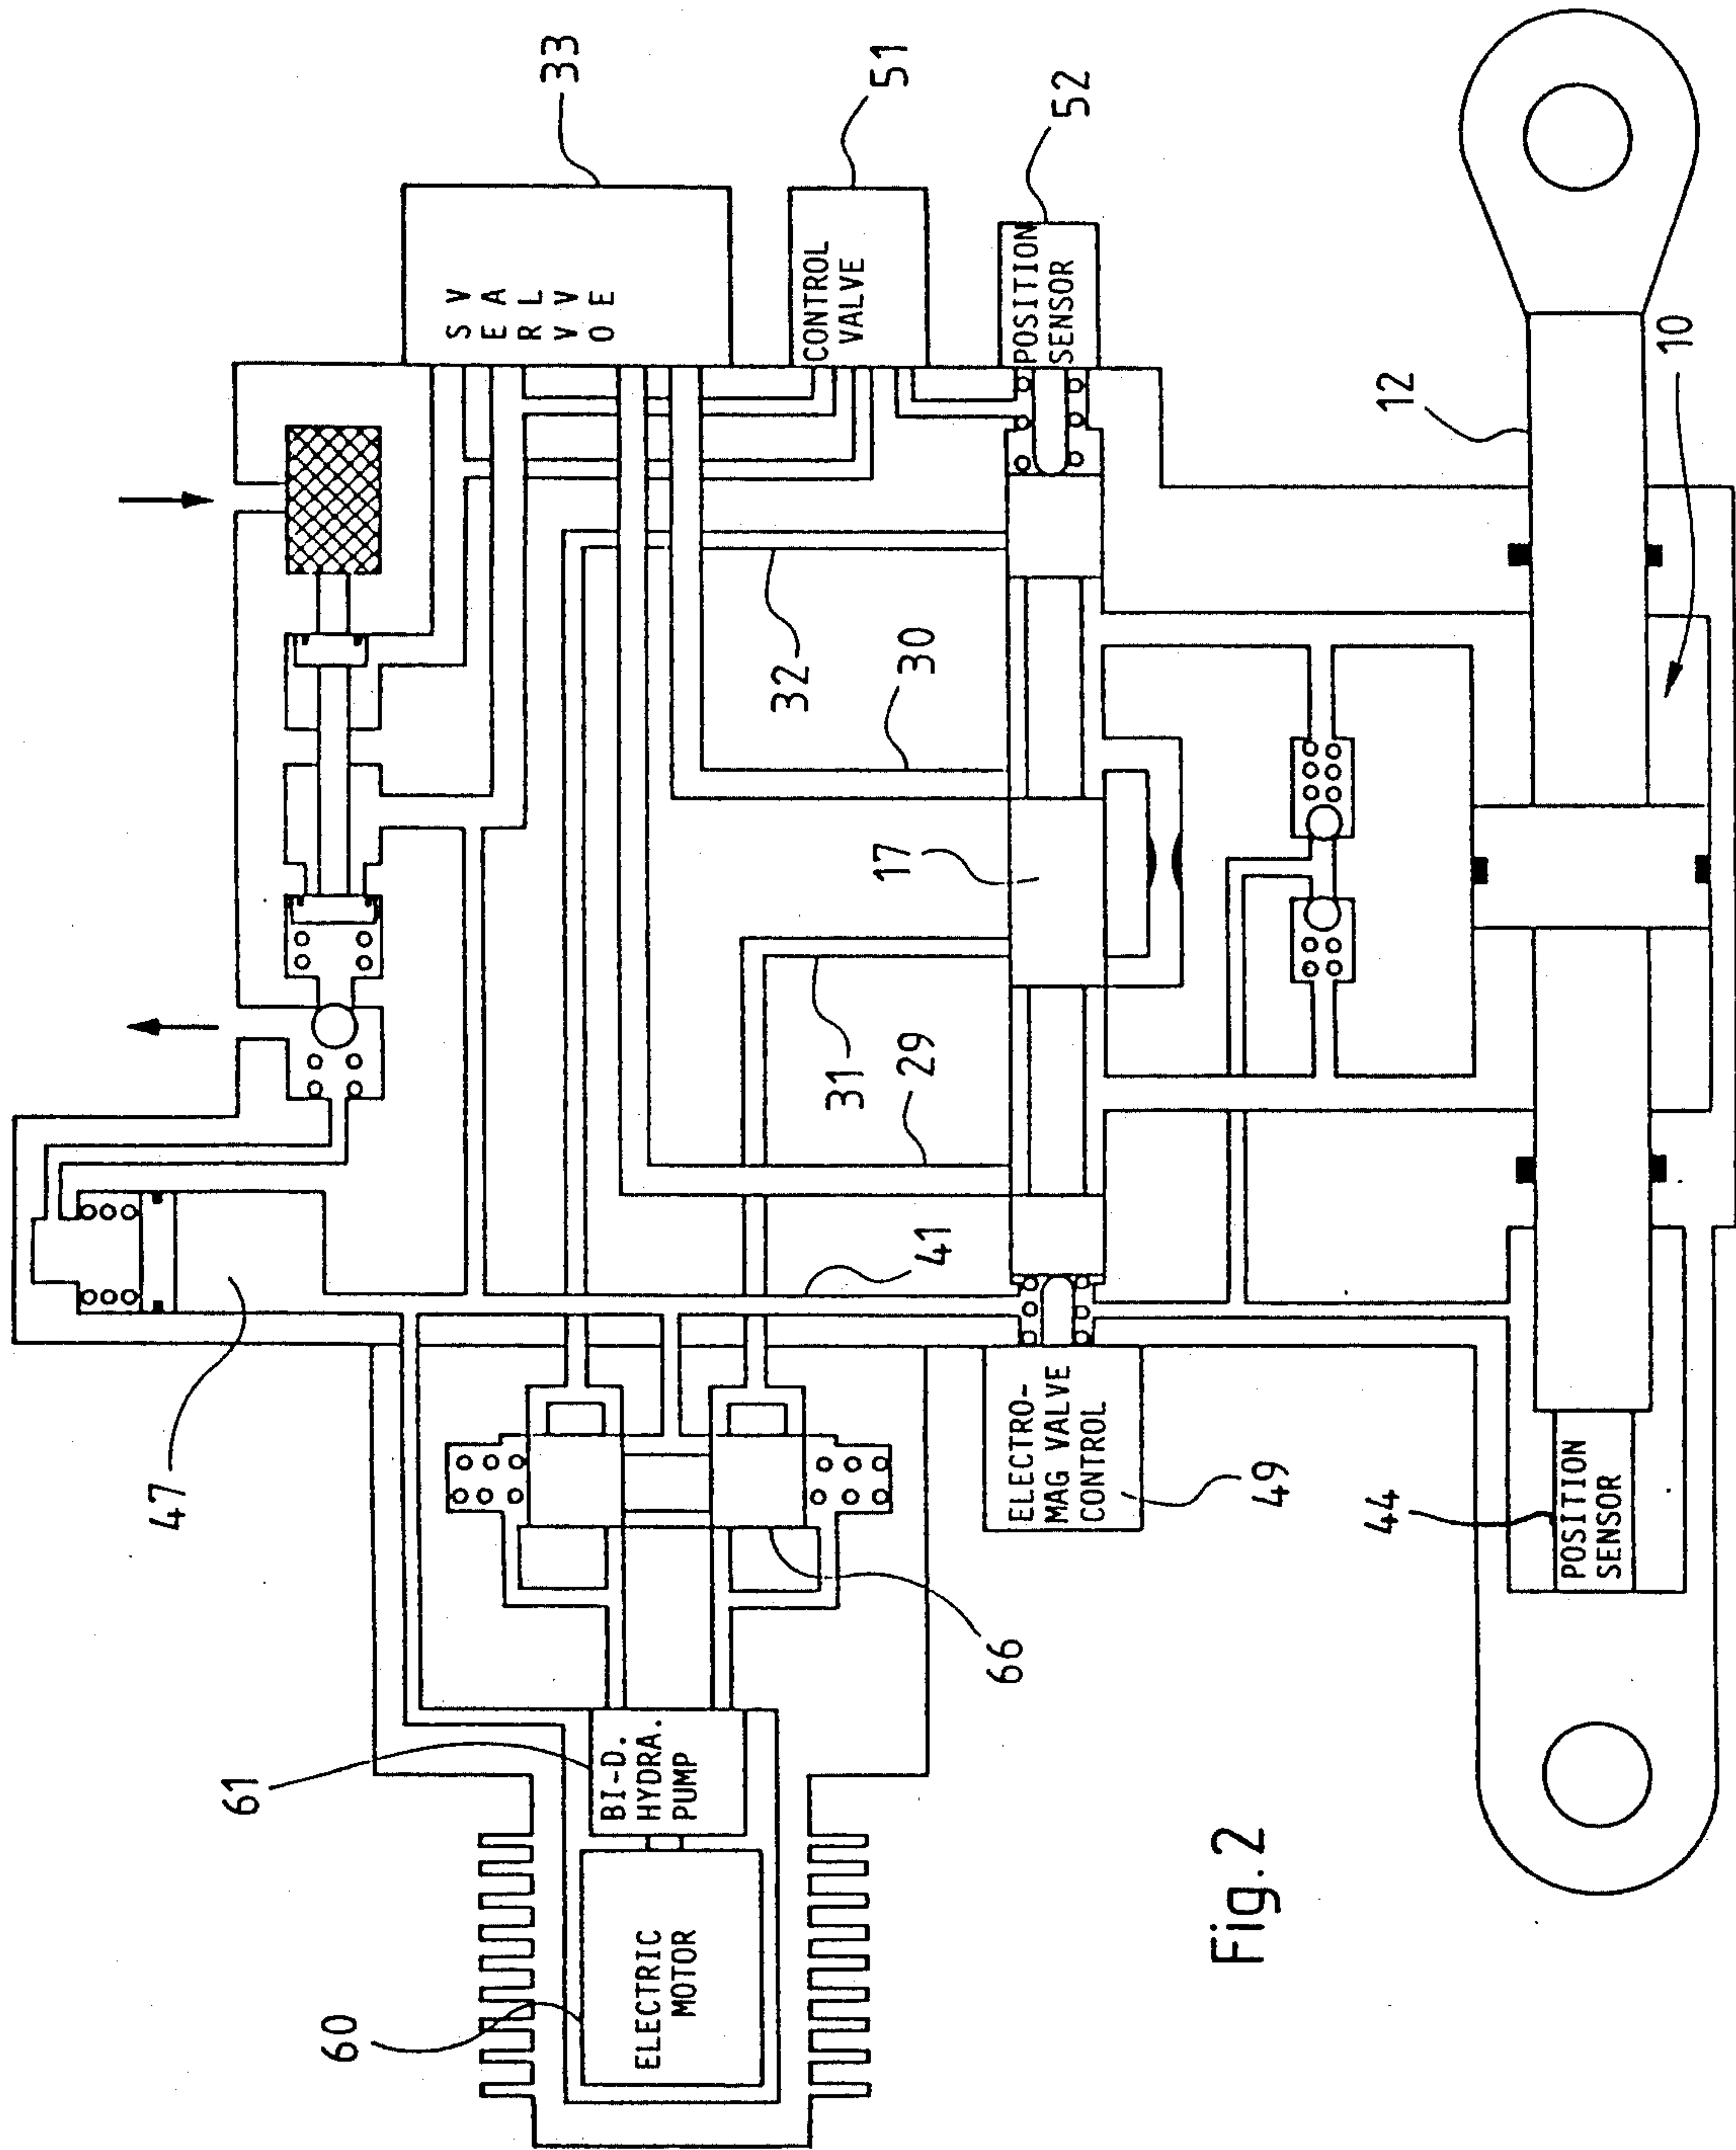 33
SERVO
VALVE
51
CONTROL
VALVE
52
POSITION
SENSOR
12
10
32
30
17
31
29
41
47
ELECTRO-
MAG VALVE
CONTROL
49
44
POSITION
SENSOR
66
61
BI-D.
HYDRA.
PUMP
60
ELECTRIC
MOTOR
Fig.2